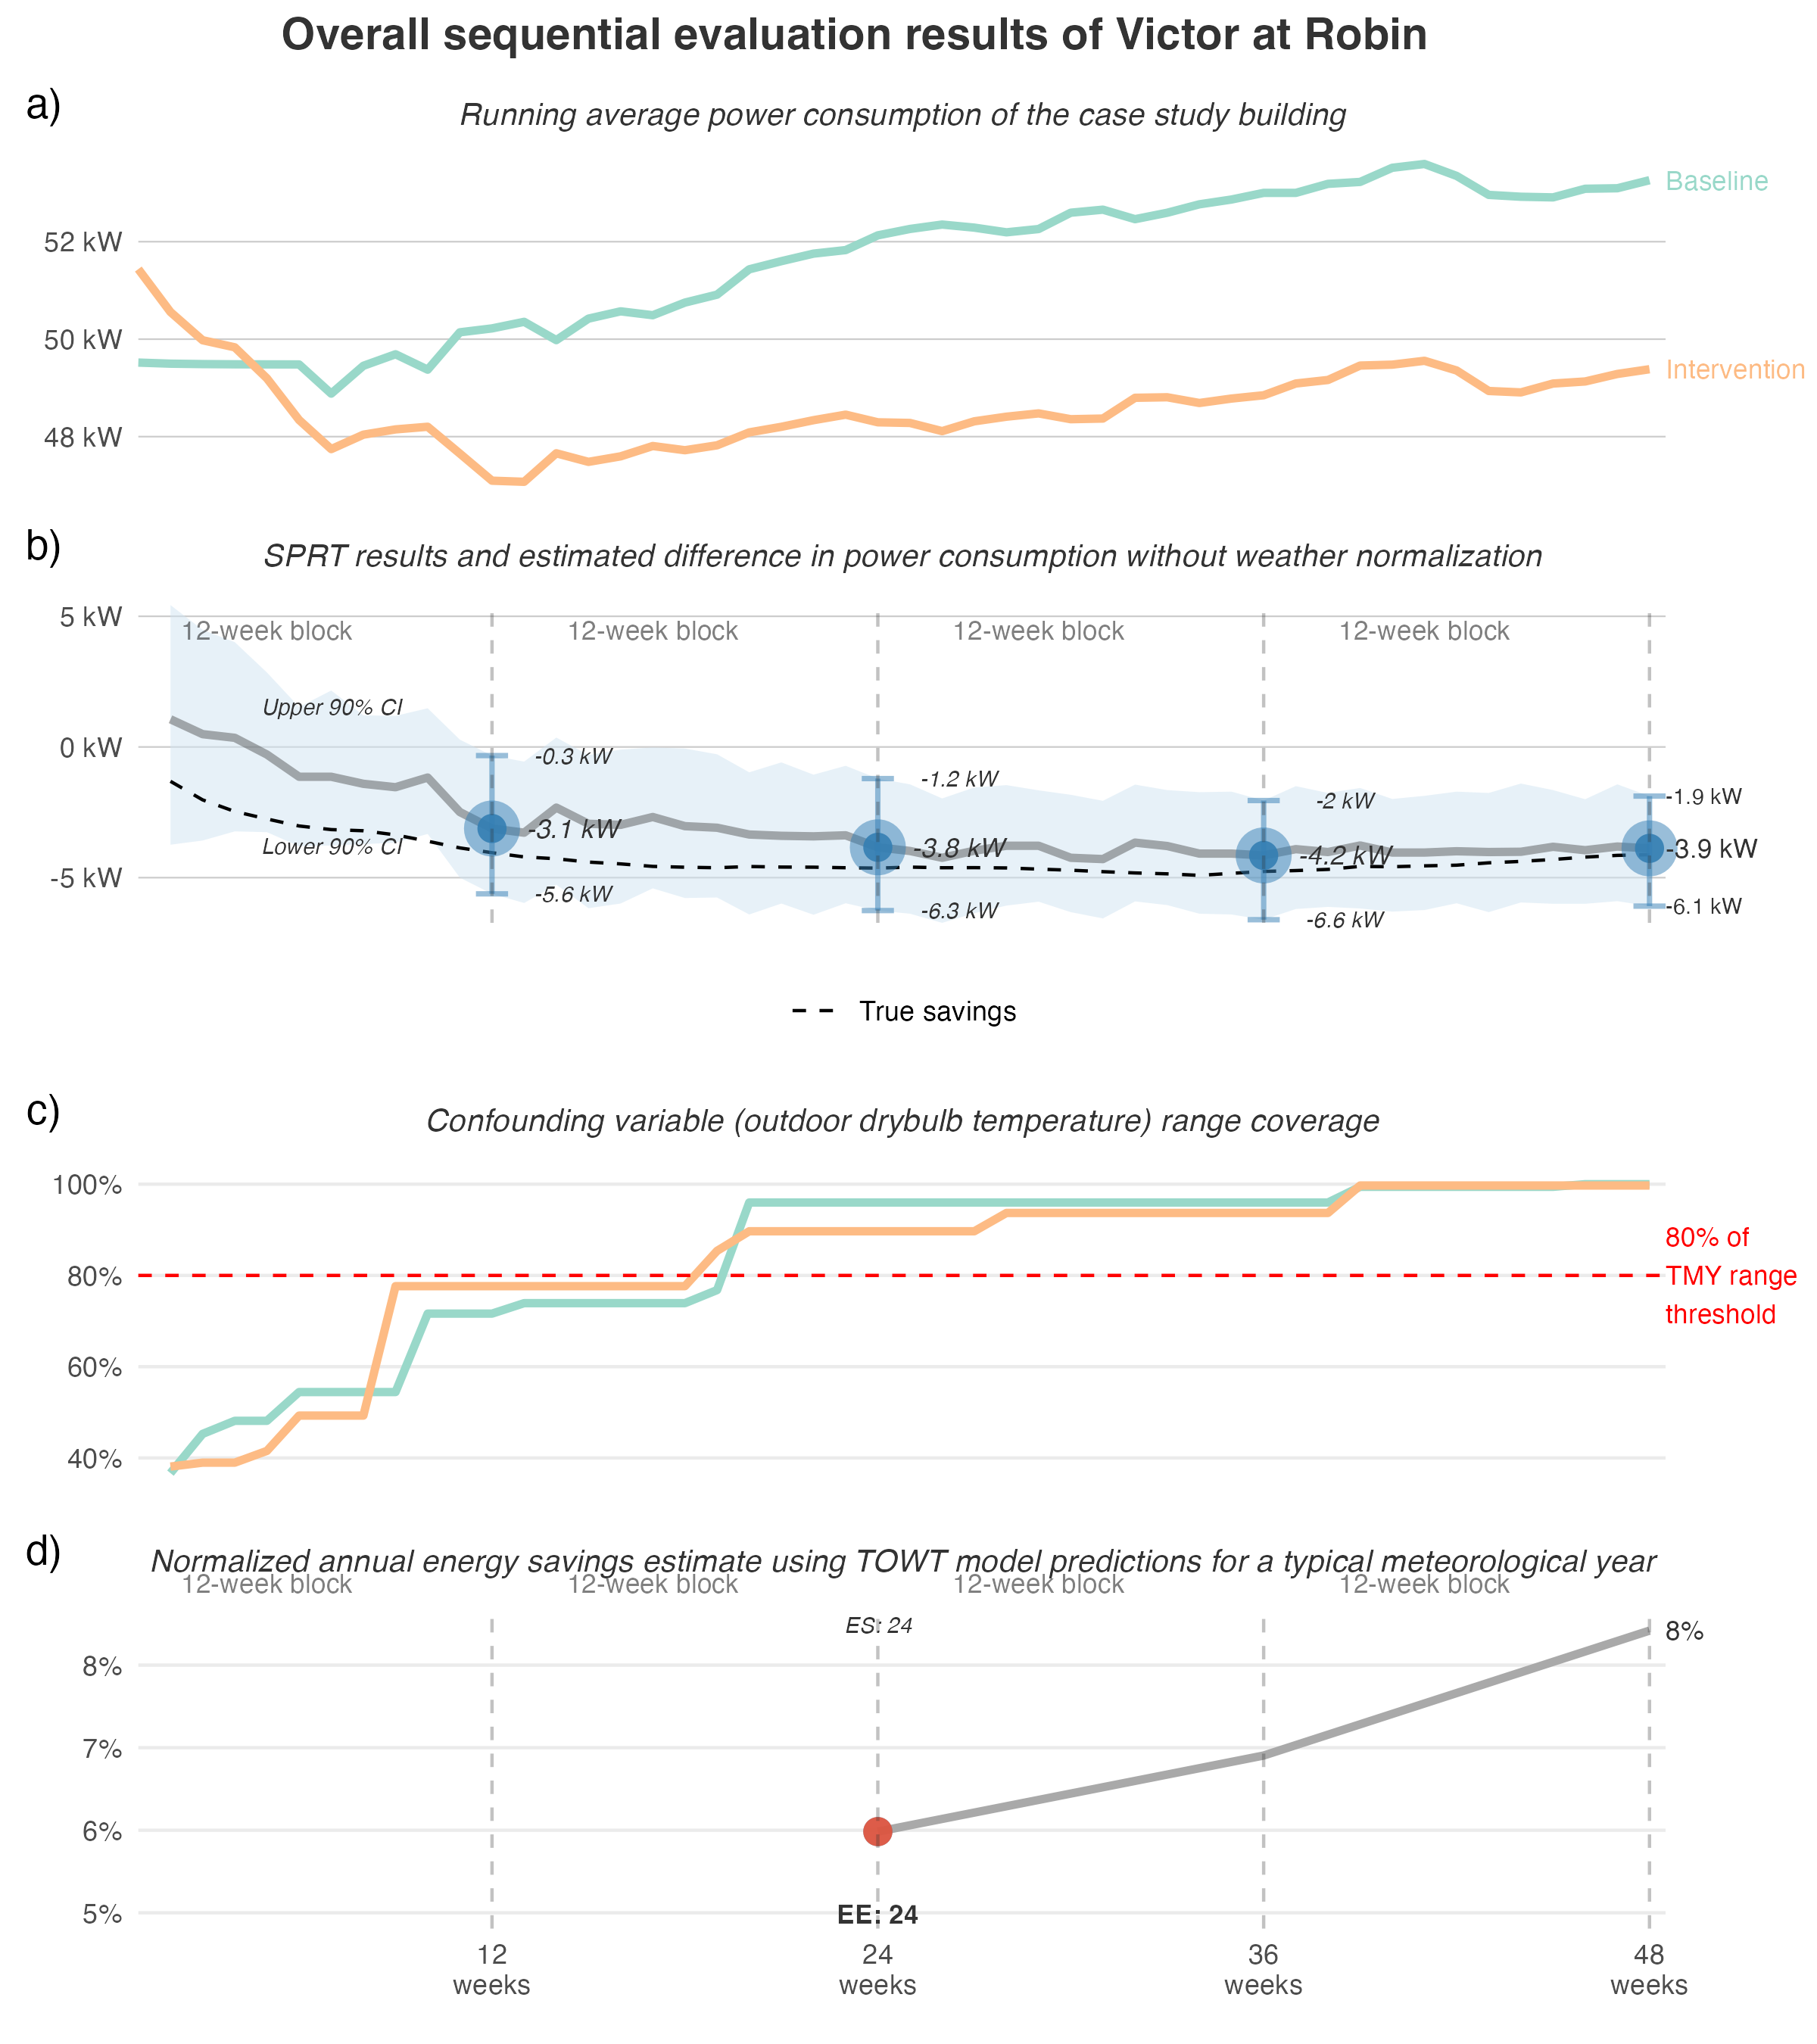 Overall sequential evaluation results of Victor at Robin
a)
Running average power consumption of the case study building
Baseline
52 kW
50 kW
Intervention
48 kW
b)
SPRT results and estimated difference in power consumption without weather normalization
5 kW
12-week block 12-week block 12-week block 12-week block
Upper 90% CI
0 kW
-0.3 kW
-1.2 kW
-2 kW
-1.9 kW
-3.1 kW
-3.8 kW
-4.2 kW
-3.9 kW
Lower 90% CI
-5 kW
-5.6 kW
-6.3 kW
-6.6 kW
-6.1 kW
True savings
c)
Confounding variable (outdoor drybulb temperature) range coverage
100%
80%
60%
40%
80% of
TMY range
threshold
d)
Normalized annual energy savings estimate using TOWT model predictions for a typical meteorological year
12-week block 12-week block 12-week block 12-week block
ES: 24
8%
8%
7%
6%
5%
EE: 24
12
weeks
24
weeks
36
weeks
48
weeks